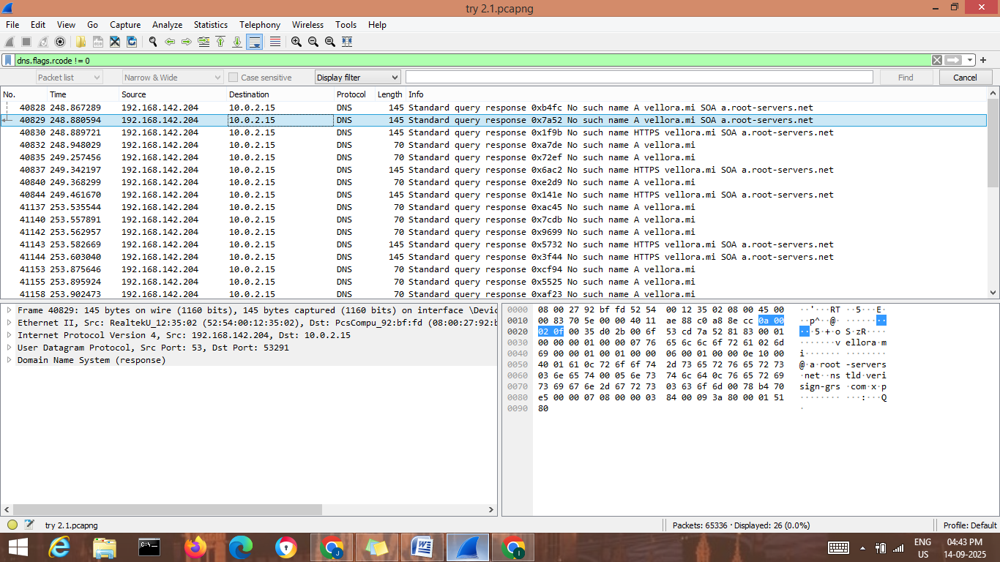 try 2.1.pcapng
File Edit View Go Capture Analyze Statistics Telephony Wireless Tools Help
dns.flags.rcode != 0
Packet list Narrow & Wide Case sensitive Display filter Find Cancel
No. Time Source Destination Protocol Length Info
40828 248.867289 192.168.142.204 10.0.2.15 DNS 145 Standard query response 0xb4fc No such name A vellora.mi SOA a.root-servers.net
40829 248.880594 192.168.142.204 10.0.2.15 DNS 145 Standard query response 0x7a52 No such name A vellora.mi SOA a.root-servers.net
40830 248.889721 192.168.142.204 10.0.2.15 DNS 145 Standard query response 0x1f9b No such name HTTPS vellora.mi SOA a.root-servers.net
40832 248.948029 192.168.142.204 10.0.2.15 DNS 70 Standard query response 0xa7de No such name A vellora.mi
40835 249.257456 192.168.142.204 10.0.2.15 DNS 70 Standard query response 0x72ef No such name A vellora.mi
40837 249.342197 192.168.142.204 10.0.2.15 DNS 145 Standard query response 0x6ac2 No such name HTTPS vellora.mi SOA a.root-servers.net
40840 249.368299 192.168.142.204 10.0.2.15 DNS 70 Standard query response 0xe2d9 No such name A vellora.mi
40844 249.461670 192.168.142.204 10.0.2.15 DNS 145 Standard query response 0x141e No such name HTTPS vellora.mi SOA a.root-servers.net
41137 253.535544 192.168.142.204 10.0.2.15 DNS 70 Standard query response 0xac45 No such name A vellora.mi
41140 253.557891 192.168.142.204 10.0.2.15 DNS 70 Standard query response 0x7cdb No such name A vellora.mi
41142 253.562957 192.168.142.204 10.0.2.15 DNS 70 Standard query response 0x9699 No such name A vellora.mi
41143 253.582669 192.168.142.204 10.0.2.15 DNS 145 Standard query response 0x5732 No such name HTTPS vellora.mi SOA a.root-servers.net
41144 253.603040 192.168.142.204 10.0.2.15 DNS 145 Standard query response 0x3f44 No such name HTTPS vellora.mi SOA a.root-servers.net
41153 253.875646 192.168.142.204 10.0.2.15 DNS 70 Standard query response 0xcf94 No such name A vellora.mi
41155 253.895924 192.168.142.204 10.0.2.15 DNS 70 Standard query response 0x5525 No such name A vellora.mi
41158 253.902473 192.168.142.204 10.0.2.15 DNS 70 Standard query response 0xaf23 No such name A vellora.mi
Frame 40829: 145 bytes on wire (1160 bits), 145 bytes captured (1160 bits) on interface \Devic
Ethernet II, Src: RealtekU_12:35:02 (52:54:00:12:35:02), Dst: PcsCompu_92:bf:fd (08:00:27:92:b
Internet Protocol Version 4, Src: 192.168.142.204, Dst: 10.0.2.15
User Datagram Protocol, Src Port: 53, Dst Port: 53291
Domain Name System (response)
0000 08 00 27 92 bf fd 52 54 00 12 35 02 08 00 45 00 ··'···RT ··5···E·
0010 00 83 70 5e 00 00 40 11 ae 88 c0 a8 8e cc 0a 00 ··p^··@· ········
0020 02 0f 00 35 d0 2b 00 6f 53 cd 7a 52 81 83 00 01 ···5·+·o S·zR····
0030 00 00 00 01 00 00 07 76 65 6c 6c 6f 72 61 02 6d ·······v ellora·m
0040 69 00 00 01 00 01 00 00 06 00 01 00 00 0e 10 00 i······· ········
0050 40 01 61 0c 72 6f 6f 74 2d 73 65 72 76 65 72 73 @·a·root -servers
0060 03 6e 65 74 00 05 6e 73 74 6c 64 0c 76 65 72 69 ·net··ns tld·veri
0070 73 69 67 6e 2d 67 72 73 03 63 6f 6d 00 78 b4 70 sign-grs ·com·x·p
0080 e5 00 00 07 08 00 00 03 84 00 09 3a 80 00 01 51 ········ ···:···Q
0090 80 ·
try 2.1.pcapng Packets: 65336 · Displayed: 26 (0.0%) Profile: Default
ENG 04:43 PM
US 14-09-2025